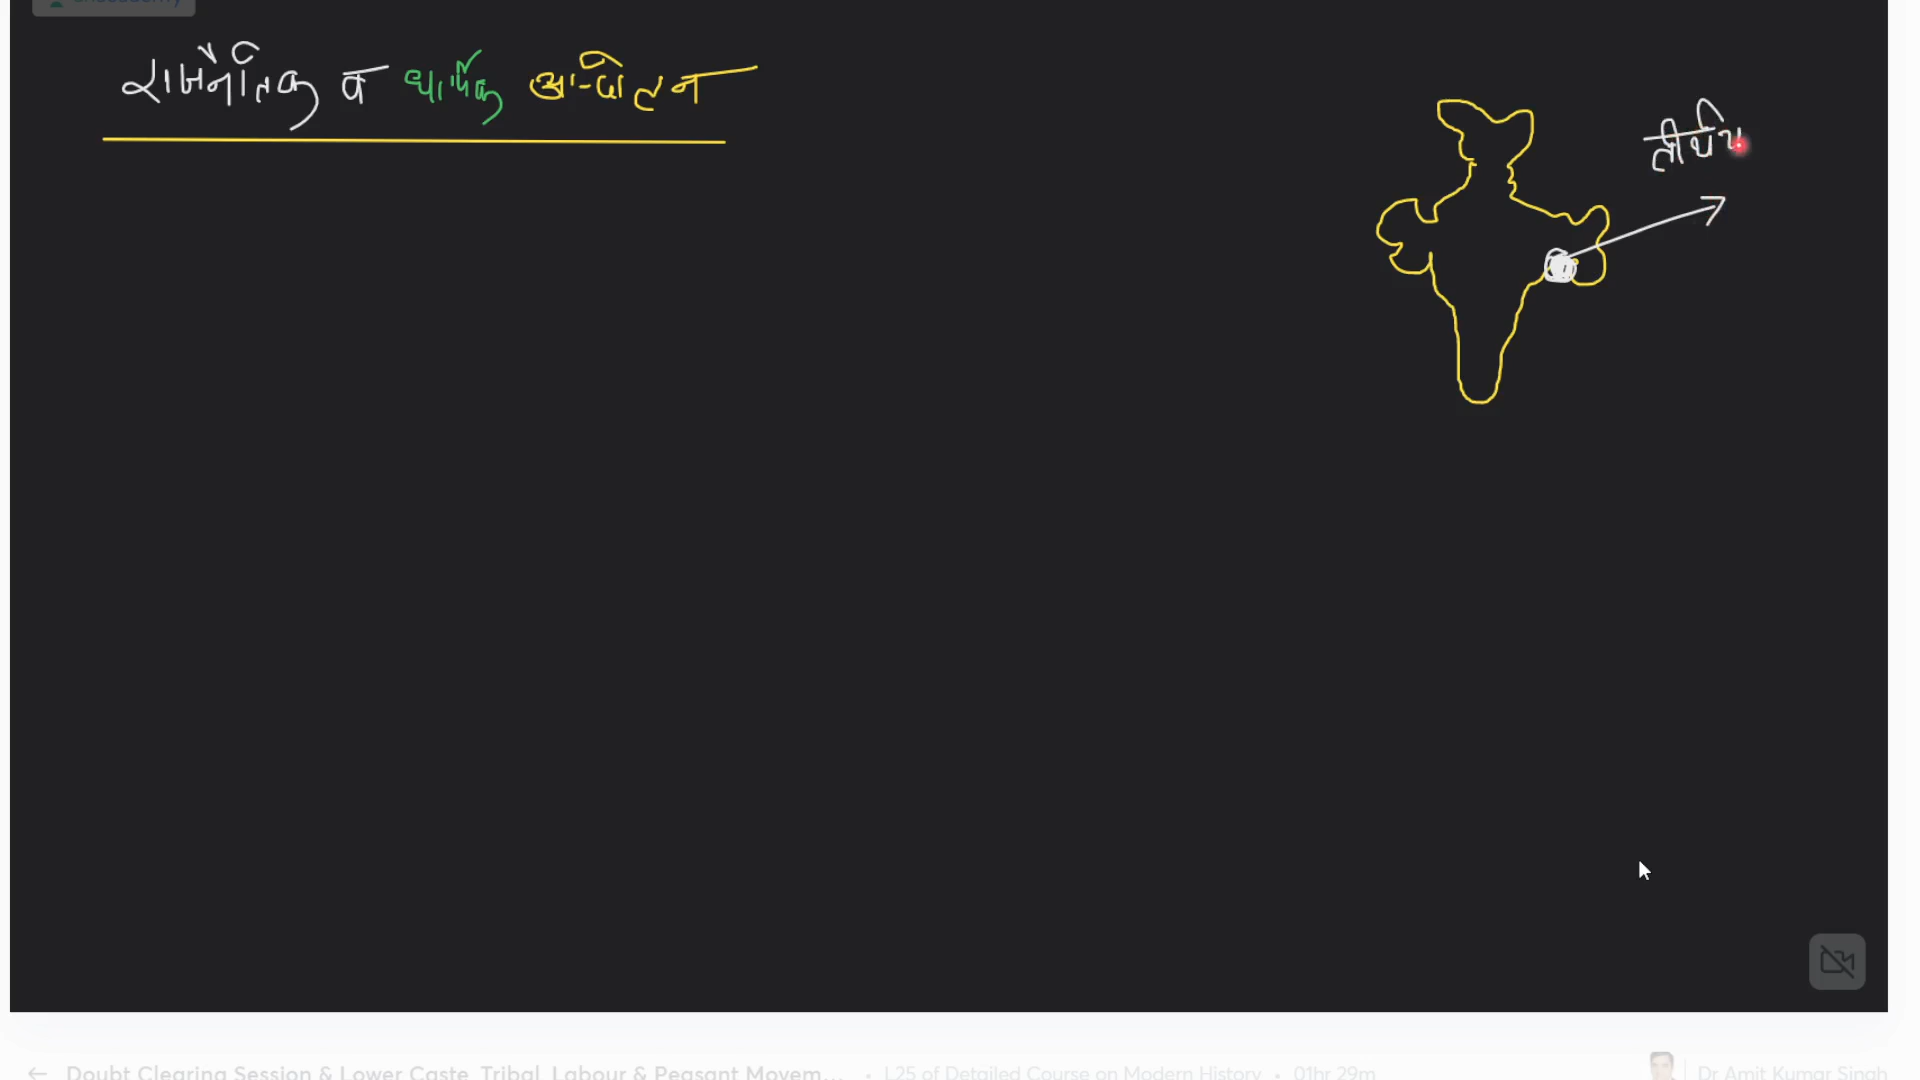 राजनैतिक व धार्मिक आन्दोलन
Doubt Clearing Session & Lower Caste, Tribal, Labour & Peasant Movem... • L25 of Detailed Course on Modern History • 01hr 29m
Dr Amit Kumar Singh